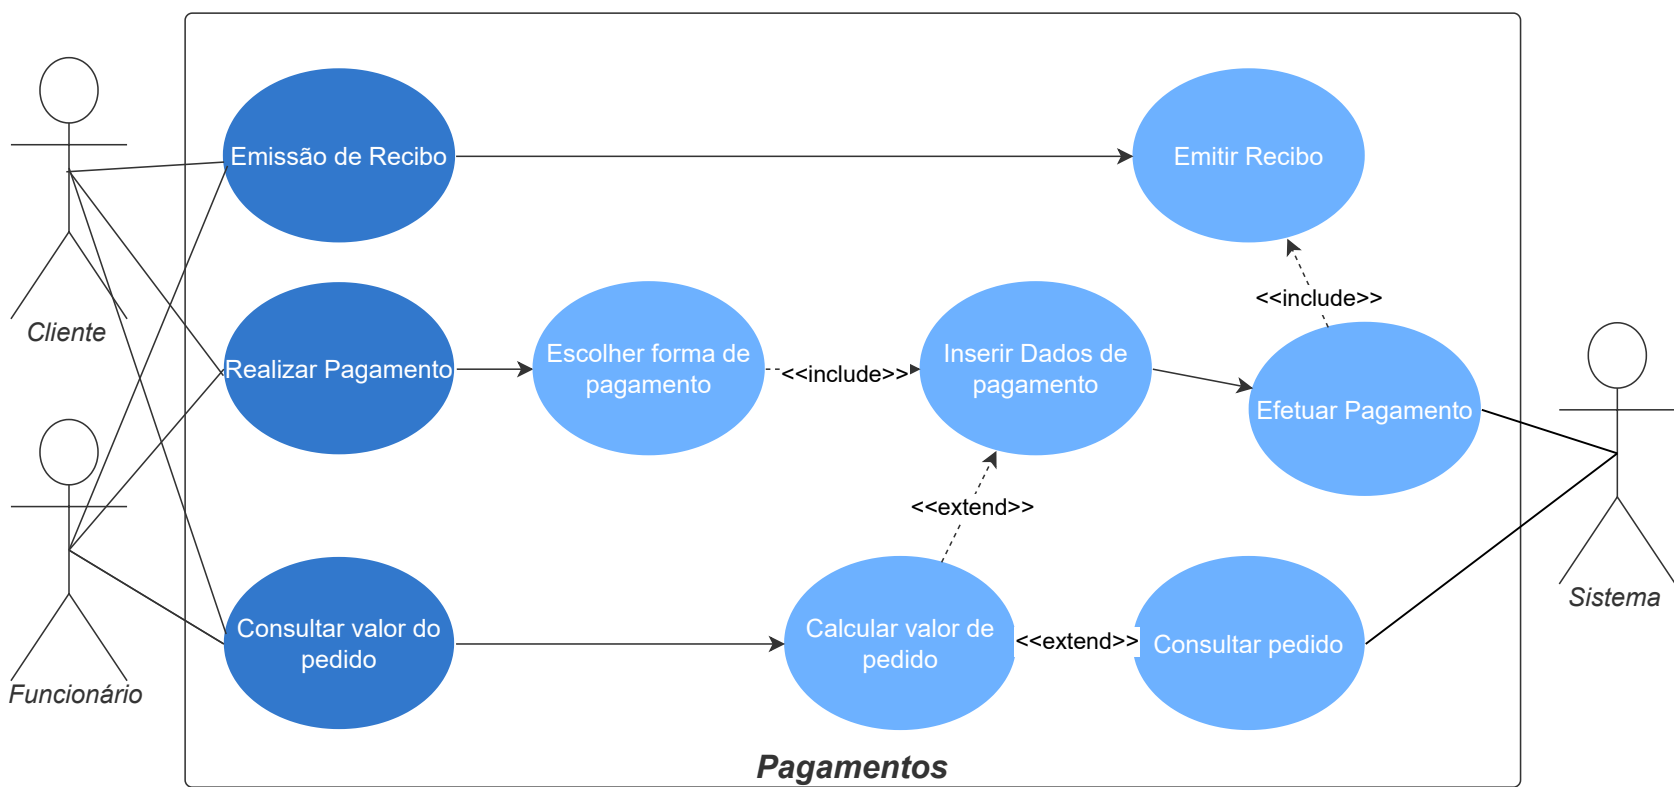 Emissão de Recibo
Emitir Recibo
<<include>>
Cliente
Realizar Pagamento
Escolher forma de
pagamento
<<include>>
Inserir Dados de
pagamento
Efetuar Pagamento
<<extend>>
Sistema
Funcionário
Consultar valor do
pedido
Calcular valor de
pedido
<<extend>>
Consultar pedido
Pagamentos